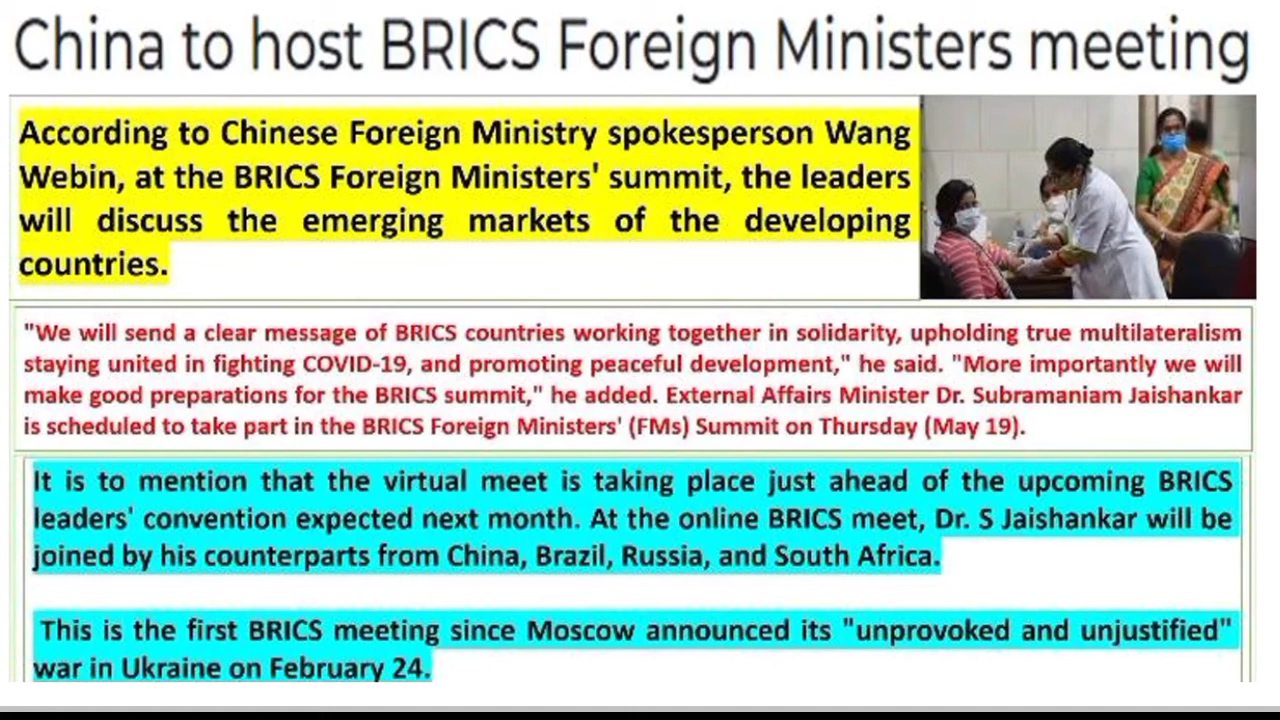 China to host BRICS Foreign Ministers meeting
According to Chinese Foreign Ministry spokesperson Wang
Webin, at the BRICS Foreign Ministers' summit, the leaders
will discuss the emerging markets of the developing
countries.
"We will send a clear message of BRICS countries working together in solidarity, upholding true multilateralism
staying united in fighting COVID-19, and promoting peaceful development," he said. "More importantly we will
make good preparations for the BRICS summit," he added. External Affairs Minister Dr. Subramaniam Jaishankar
is scheduled to take part in the BRICS Foreign Ministers' (FMs) Summit on Thursday (May 19).
It is to mention that the virtual meet is taking place just ahead of the upcoming BRICS
leaders' convention expected next month. At the online BRICS meet, Dr. S Jaishankar will be
joined by his counterparts from China, Brazil, Russia, and South Africa.
This is the first BRICS meeting since Moscow announced its "unprovoked and unjustified"
war in Ukraine on February 24.